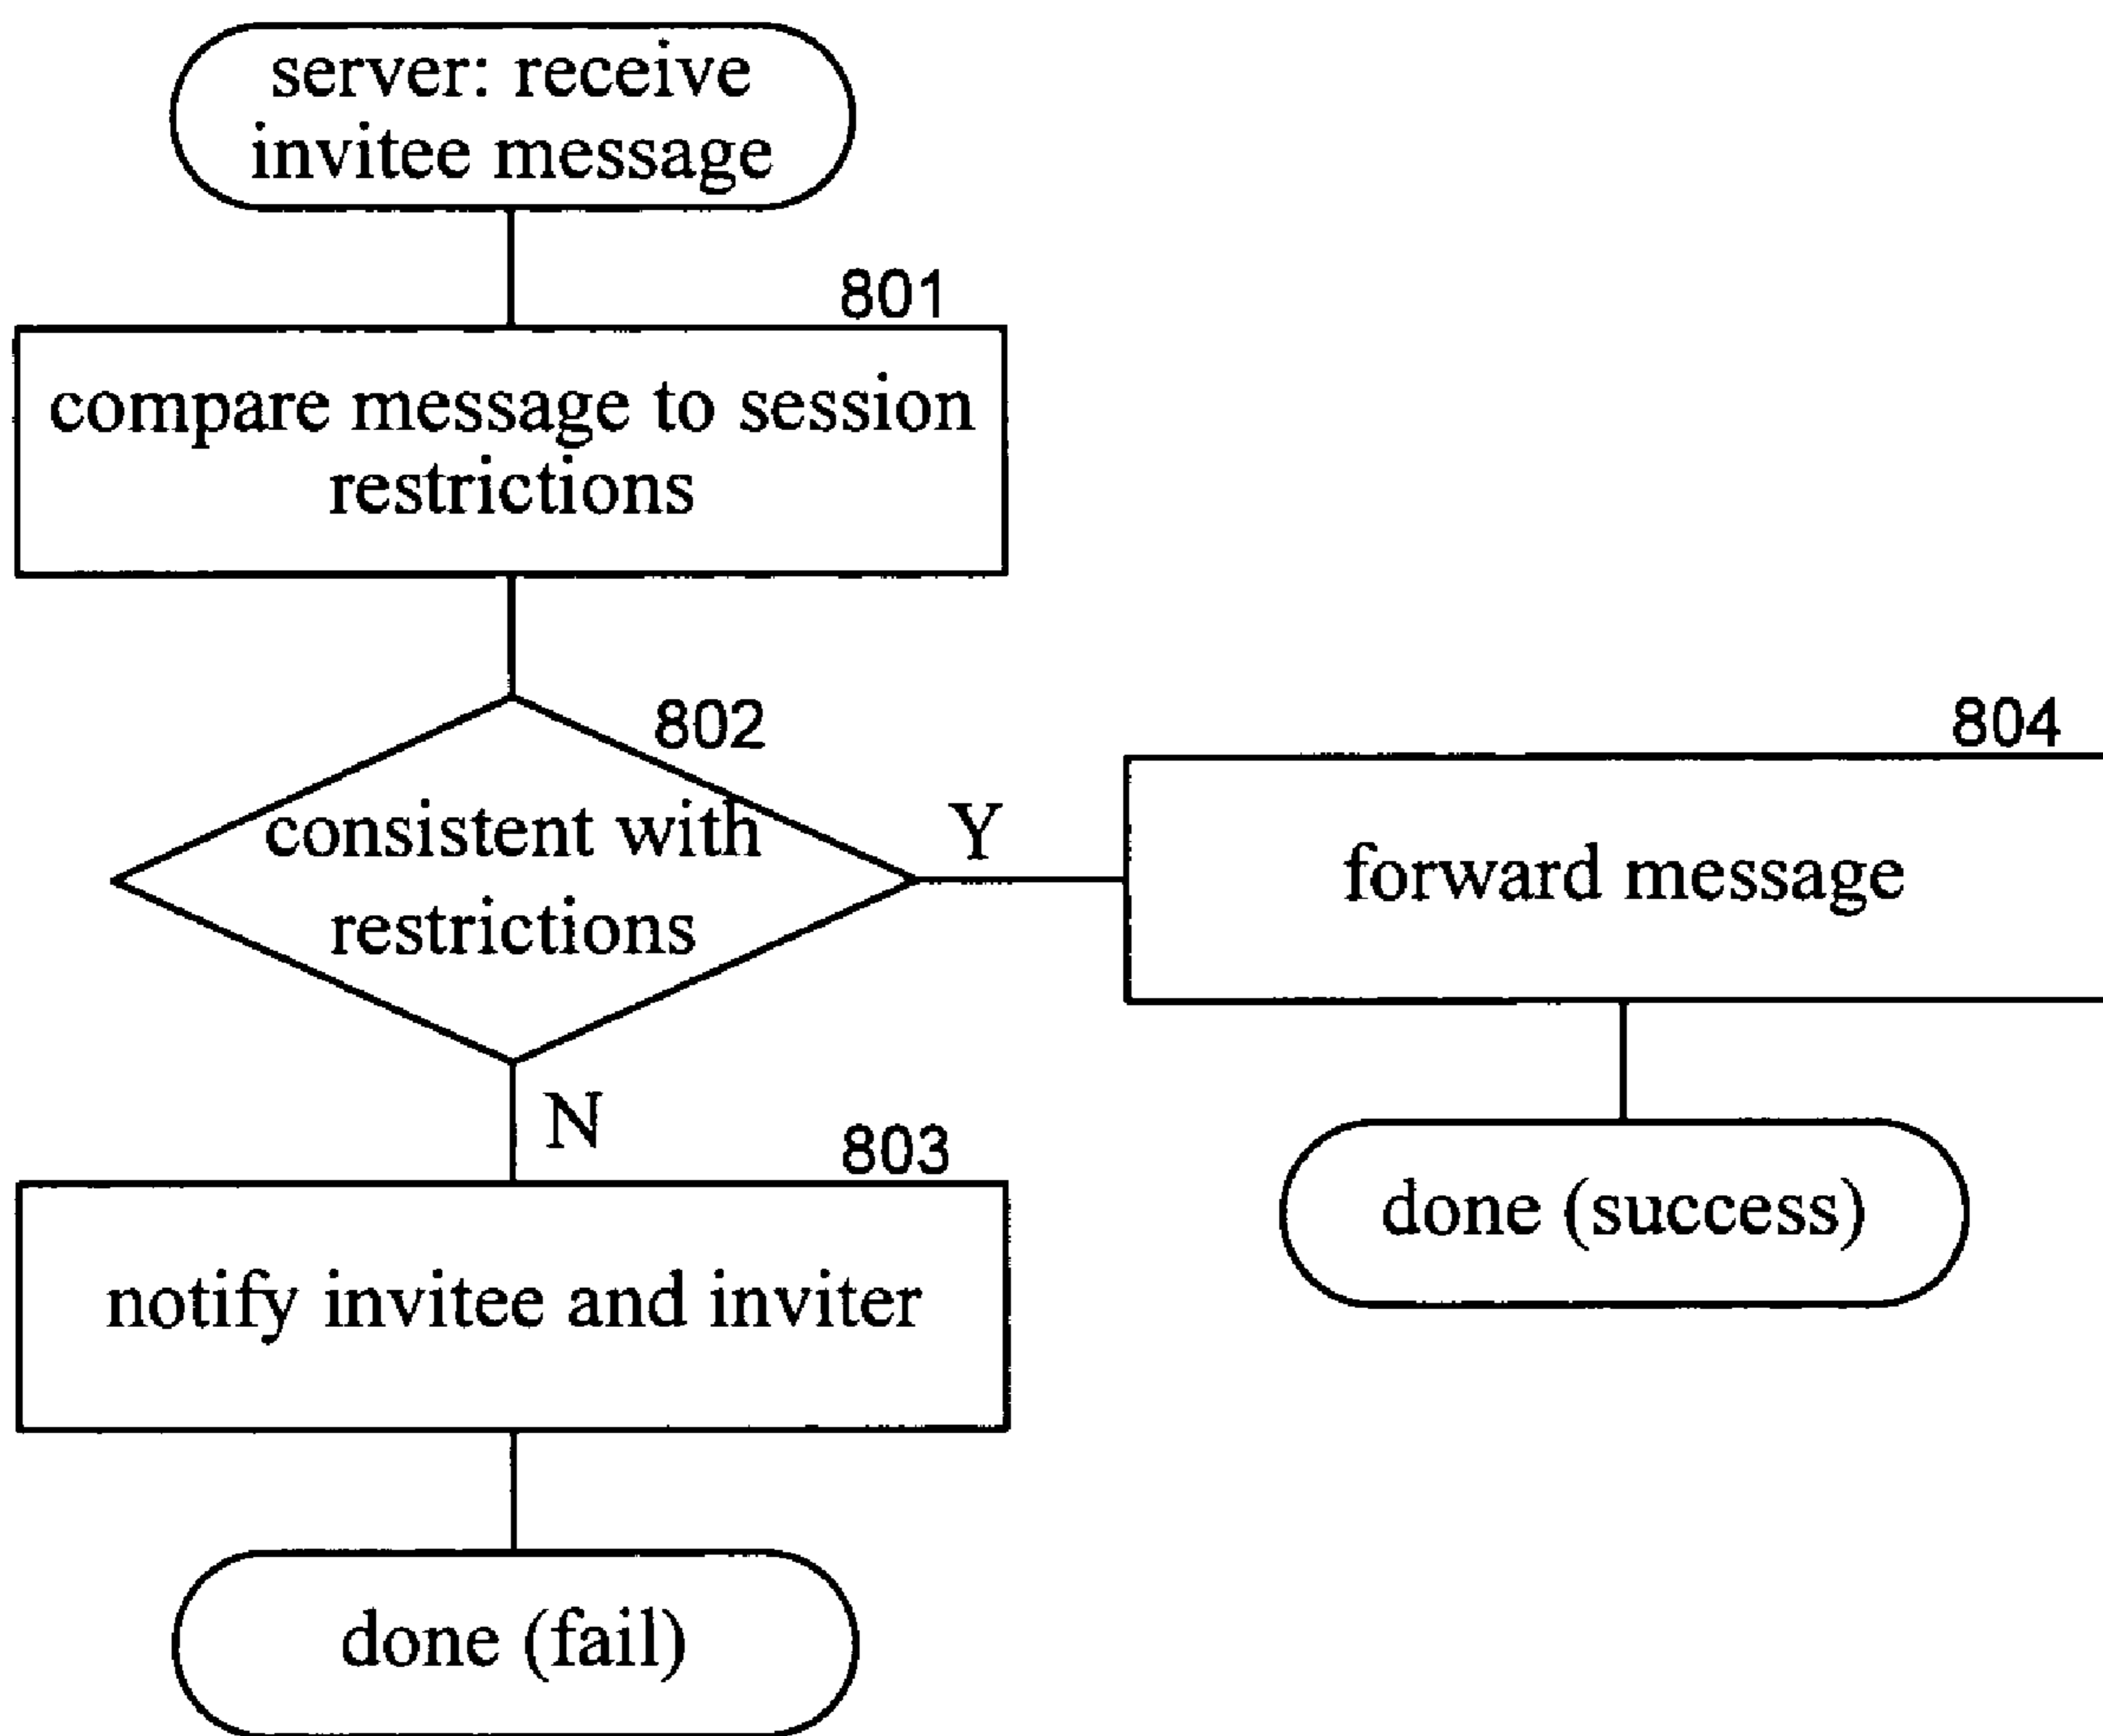 server: receive
invitee message
801
compare message to session
restrictions
802
consistent with
restrictions
Y
804
forward message
done (success)
N
803
notify invitee and inviter
done (fail)